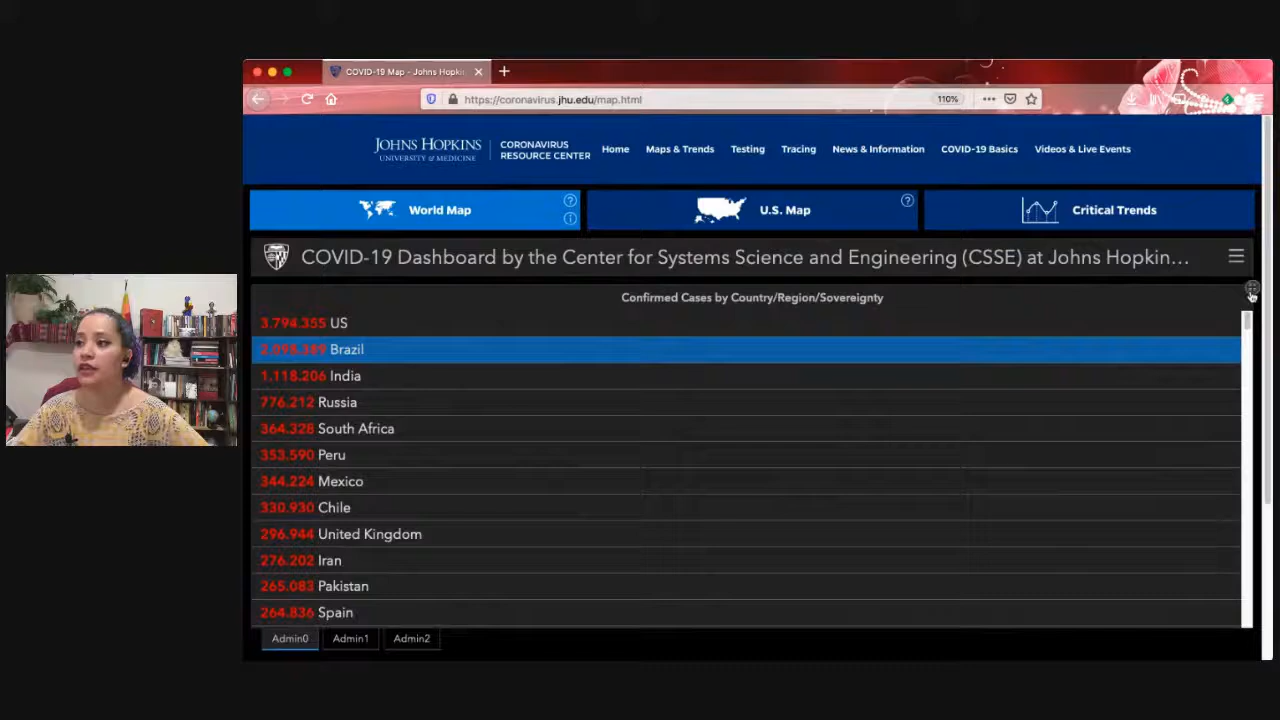 COVID-19 Map - Johns Hopkin
https://coronavirus.jhu.edu/map.html
110%
JOHNS HOPKINS
UNIVERSITY & MEDICINE
CORONAVIRUS
RESOURCE CENTER
Home Maps & Trends Testing Tracing News & Information COVID-19 Basics Videos & Live Events
World Map U.S. Map Critical Trends
COVID-19 Dashboard by the Center for Systems Science and Engineering (CSSE) at Johns Hopkin...
Confirmed Cases by Country/Region/Sovereignty
3.794.355 US
2.098.389 Brazil
1.118.206 India
776.212 Russia
364.328 South Africa
353.590 Peru
344.224 Mexico
330.930 Chile
296.944 United Kingdom
276.202 Iran
265.083 Pakistan
264.836 Spain
Admin0 Admin1 Admin2